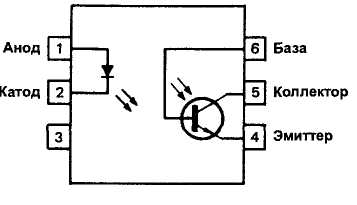 Анод 1
6 База
Катод 2
5 Коллектор
3
4 Эмиттер